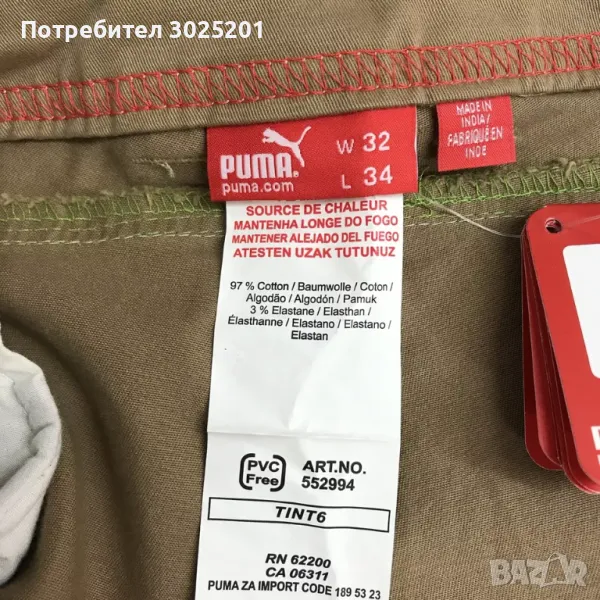 Потребител 3025201
PUMA
puma.com
W 32
L 34
MADE IN
INDIA/
FABRIQUE EN
INDE
SOURCE DE CHALEUR
MANTENHA LONGE DO FOGO
MANTENER ALEJADO DEL FUEGO
ATESTEN UZAK TUTUNUZ
97 % Cotton / Baumwolle / Coton /
Algodão / Algodón / Pamuk
3 % Elastane / Elasthan /
Élasthanne / Elastano / Elastano /
Elastan
PVC
Free
ART.NO.
552994
TINT6
RN 62200
CA 06311
PUMA ZA IMPORT CODE 189 53 23
BAZAR